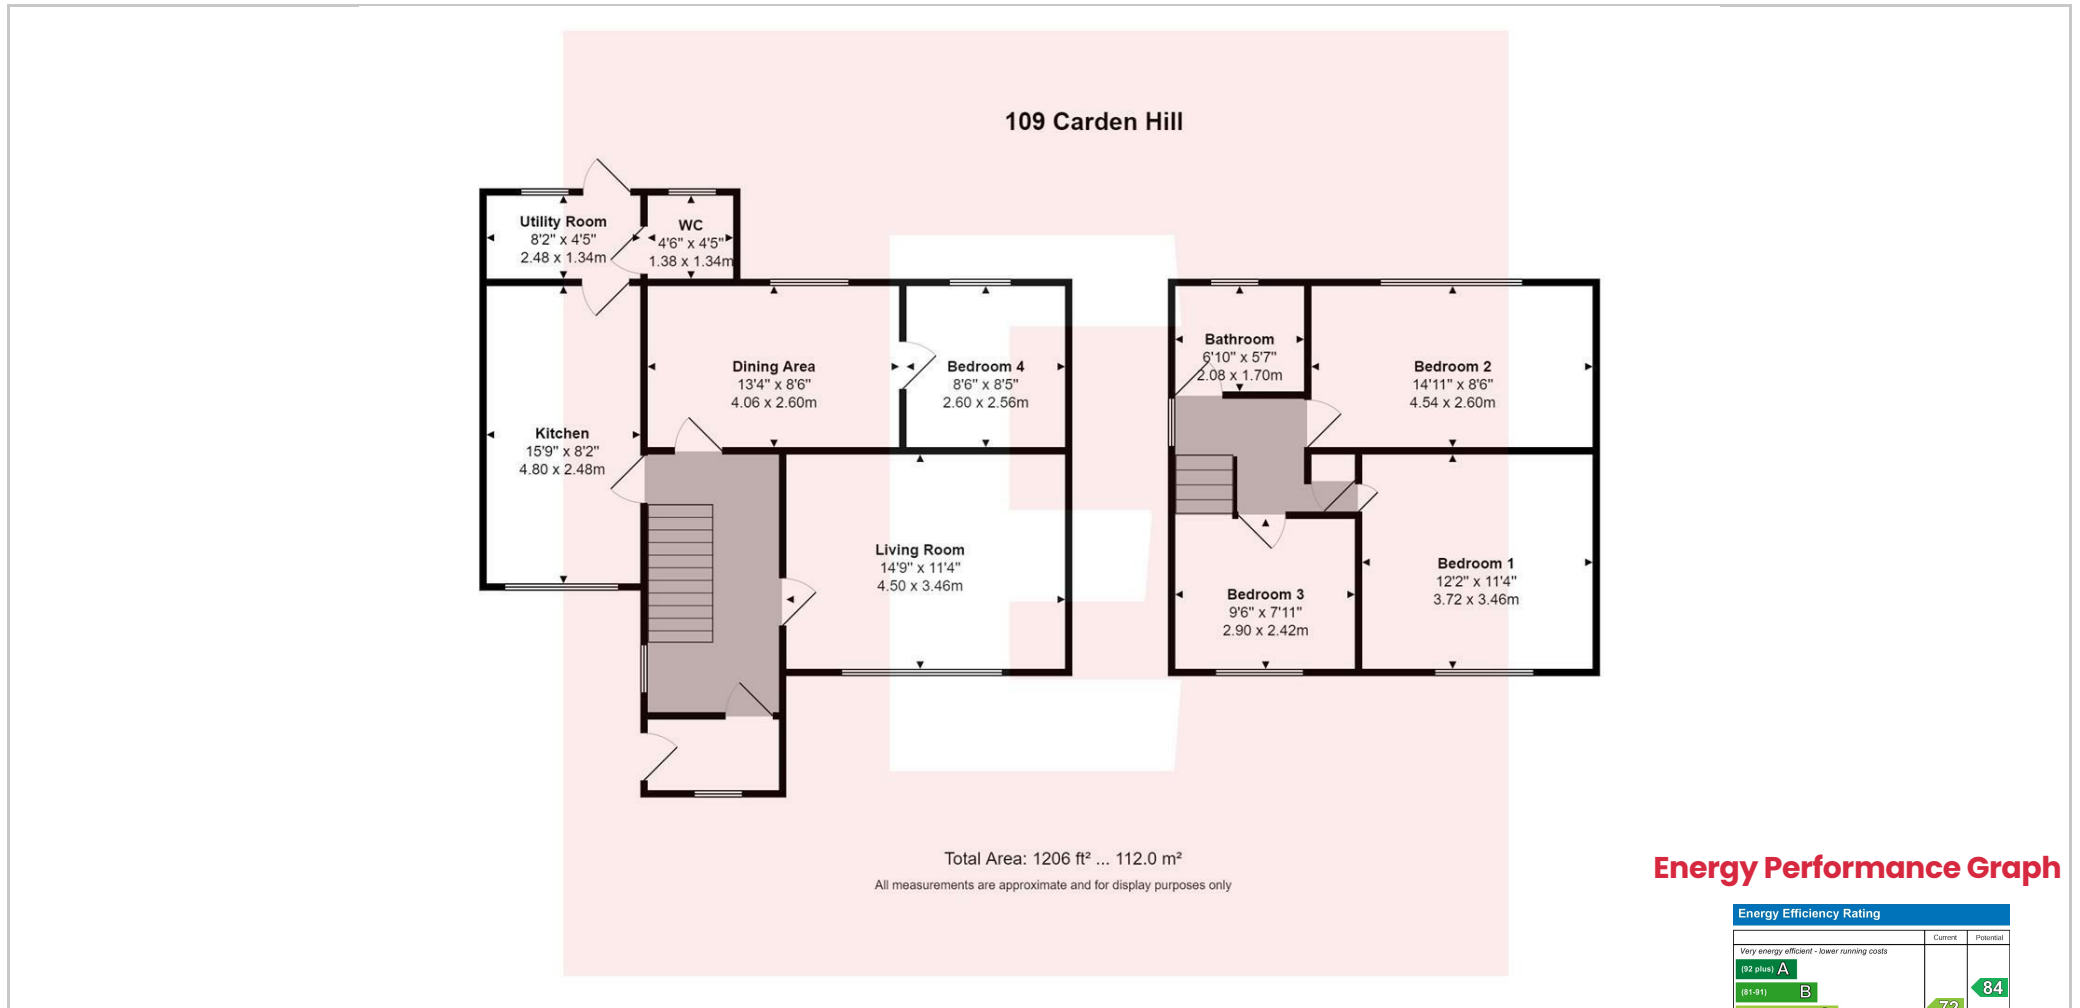 109 Carden Hill
Utility Room
8'2" x 4'5"
2.48 x 1.34m
WC
4'6" x 4'5"
1.38 x 1.34m
Dining Area
13'4" x 8'6"
4.06 x 2.60m
Bedroom 4
8'6" x 8'5"
2.60 x 2.56m
Kitchen
15'9" x 8'2"
4.80 x 2.48m
Living Room
14'9" x 11'4"
4.50 x 3.46m
Bathroom
6'10" x 5'7"
2.08 x 1.70m
Bedroom 2
14'11" x 8'6"
4.54 x 2.60m
Bedroom 3
9'6" x 7'11"
2.90 x 2.42m
Bedroom 1
12'2" x 11'4"
3.72 x 3.46m
Total Area: 1206 ft² ... 112.0 m²
All measurements are approximate and for display purposes only
Energy Performance Graph
Energy Efficiency Rating
Current Potential
Very energy efficient - lower running costs
(92 plus) A
(81-91) B
84
72